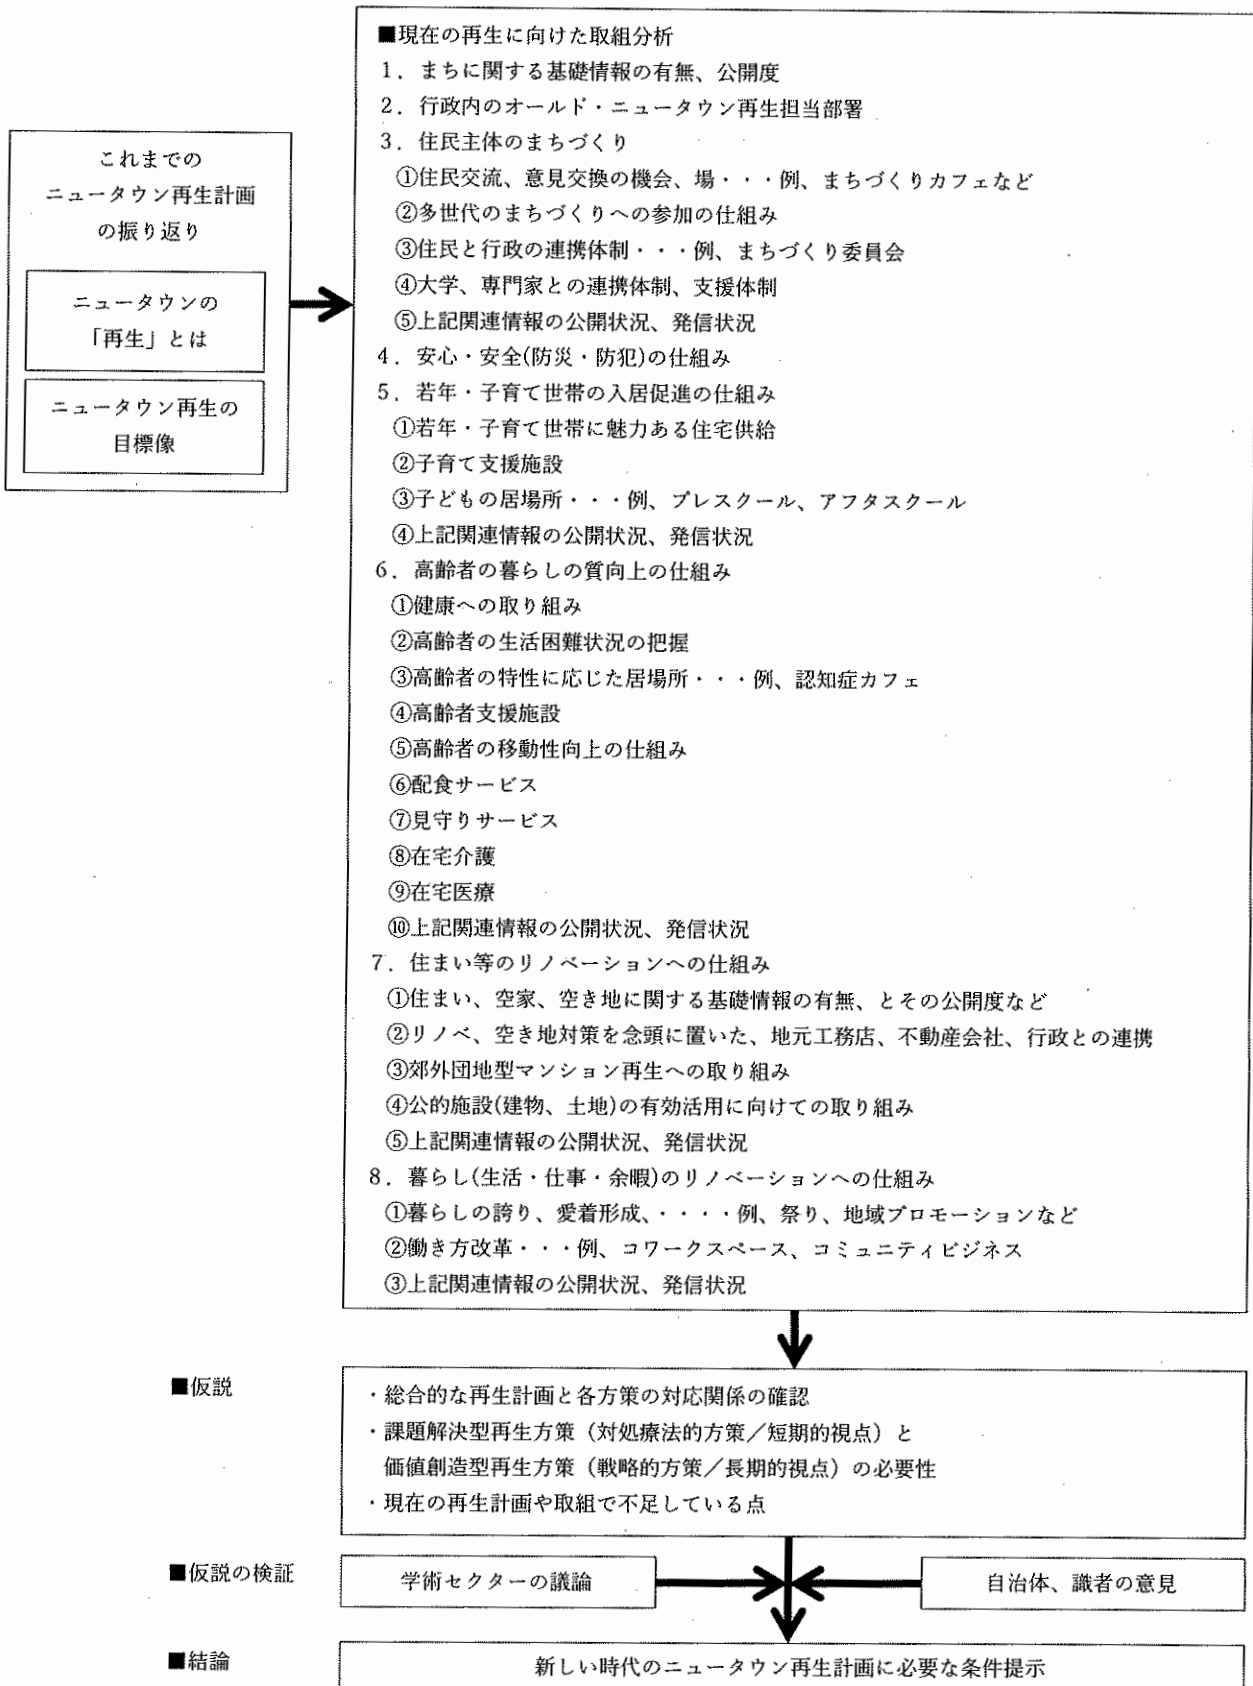 これまでの
ニュータウン再生計画
の振り返り
ニュータウンの
「再生」とは
ニュータウン再生の
目標像
■現在の再生に向けた取組分析
1．まちに関する基礎情報の有無、公開度
2．行政内のオールド・ニュータウン再生担当部署
3．住民主体のまちづくり
①住民交流、意見交換の機会、場・・・例、まちづくりカフェなど
②多世代のまちづくりへの参加の仕組み
③住民と行政の連携体制・・・例、まちづくり委員会
④大学、専門家との連携体制、支援体制
⑤上記関連情報の公開状況、発信状況
4．安心・安全(防災・防犯)の仕組み
5．若年・子育て世帯の入居促進の仕組み
①若年・子育て世帯に魅力ある住宅供給
②子育て支援施設
③子どもの居場所・・・例、プレスクール、アフタスクール
④上記関連情報の公開状況、発信状況
6．高齢者の暮らしの質向上の仕組み
①健康への取り組み
②高齢者の生活困難状況の把握
③高齢者の特性に応じた居場所・・・例、認知症カフェ
④高齢者支援施設
⑤高齢者の移動性向上の仕組み
⑥配食サービス
⑦見守りサービス
⑧在宅介護
⑨在宅医療
⑩上記関連情報の公開状況、発信状況
7．住まい等のリノベーションへの仕組み
①住まい、空家、空き地に関する基礎情報の有無、とその公開度など
②リノベ、空き地対策を念頭に置いた、地元工務店、不動産会社、行政との連携
③郊外団地型マンション再生への取り組み
④公的施設(建物、土地)の有効活用に向けての取り組み
⑤上記関連情報の公開状況、発信状況
8．暮らし(生活・仕事・余暇)のリノベーションへの仕組み
①暮らしの誇り、愛着形成、・・・・例、祭り、地域プロモーションなど
②働き方改革・・・例、コワークスペース、コミュニティビジネス
③上記関連情報の公開状況、発信状況
■仮説
・総合的な再生計画と各方策の対応関係の確認
・課題解決型再生方策（対処療法的方策／短期的視点）と
価値創造型再生方策（戦略的方策／長期的視点）の必要性
・現在の再生計画や取組で不足している点
■仮説の検証
学術セクターの議論
自治体、識者の意見
■結論
新しい時代のニュータウン再生計画に必要な条件提示